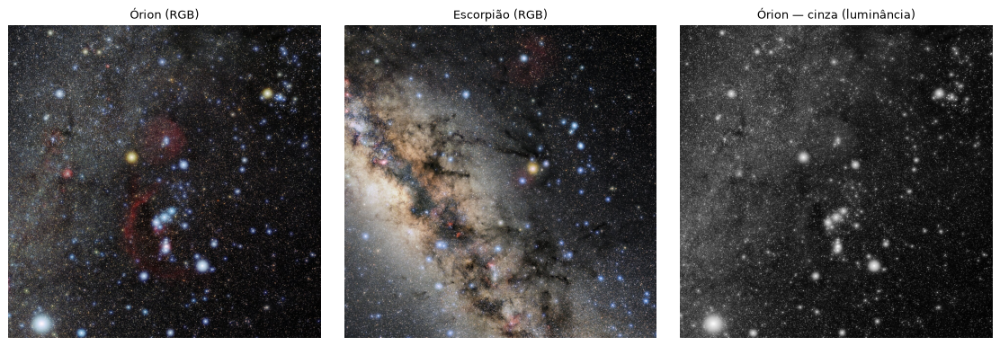 Órion (RGB)
Escorpião (RGB)
Órion — cinza (luminância)